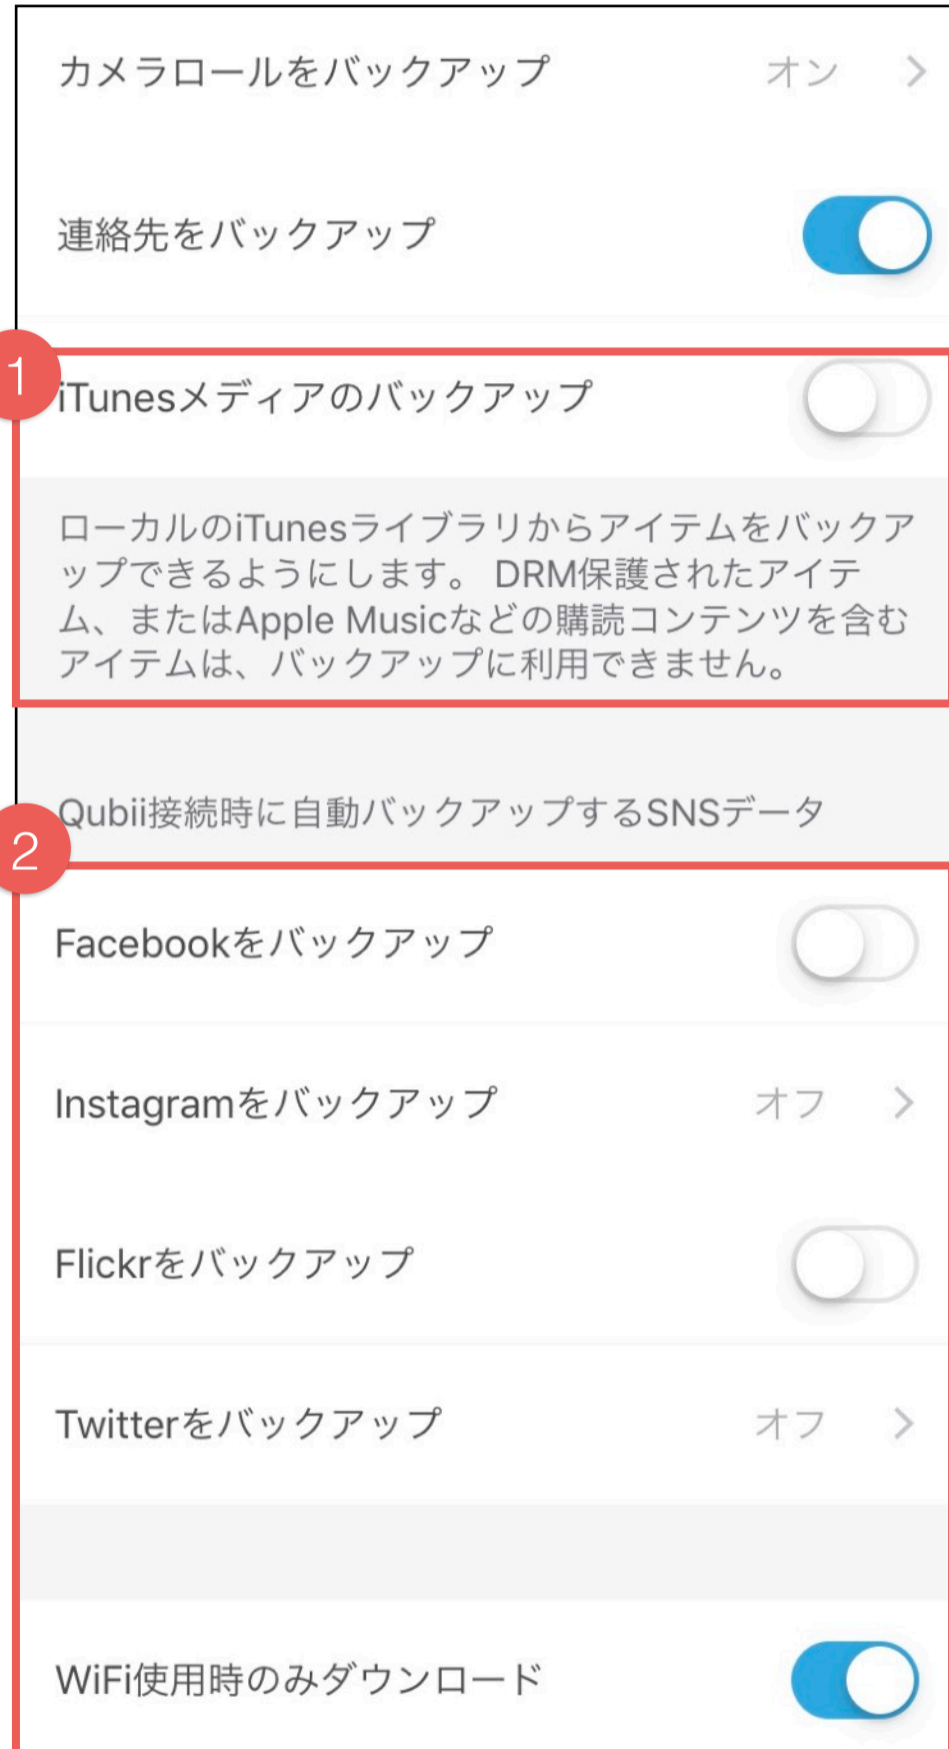 カメラロールをバックアップ オン
連絡先をバックアップ
1
iTunesメディアのバックアップ
ローカルのiTunesライブラリからアイテムをバックア
ップできるようにします。 DRM保護されたアイテ
ム、またはApple Musicなどの購読コンテンツを含む
アイテムは、バックアップに利用できません。
Qubii接続時に自動バックアップするSNSデータ
2
Facebookをバックアップ
Instagramをバックアップ オフ
Flickrをバックアップ
Twitterをバックアップ オフ
WiFi使用時のみダウンロード